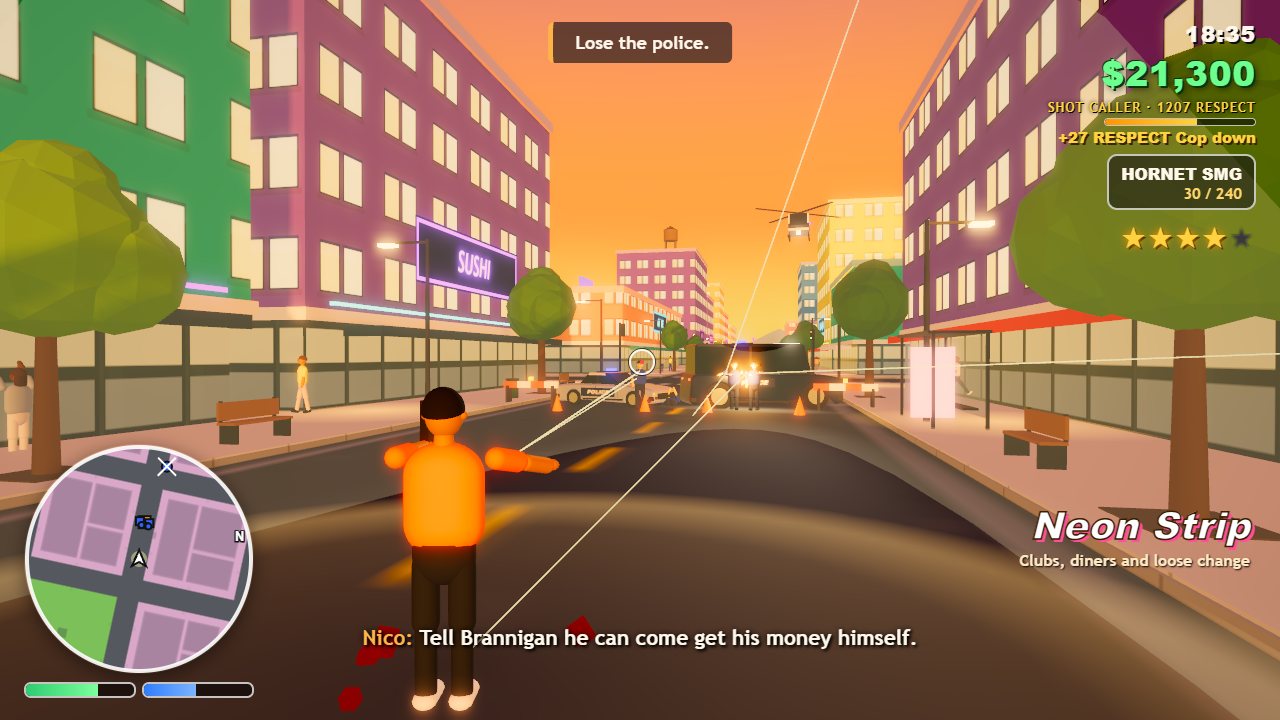 Lose the police.
18:35
$21,300
SHOT CALLER · 1207 RESPECT
+27 RESPECT Cop down
HORNET SMG
30 / 240
SUSHI
POLICE
N
Neon Strip
Clubs, diners and loose change
Nico: Tell Brannigan he can come get his money himself.